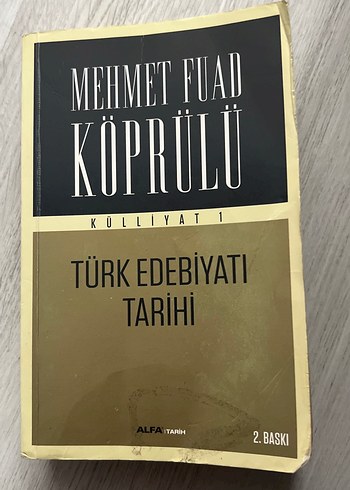 MEHMET FUAD
KÖPRÜLÜ
KÜLLİYAT 1
TÜRK EDEBİYATI
TARİHİ
ALFA TARİH
2. BASKI